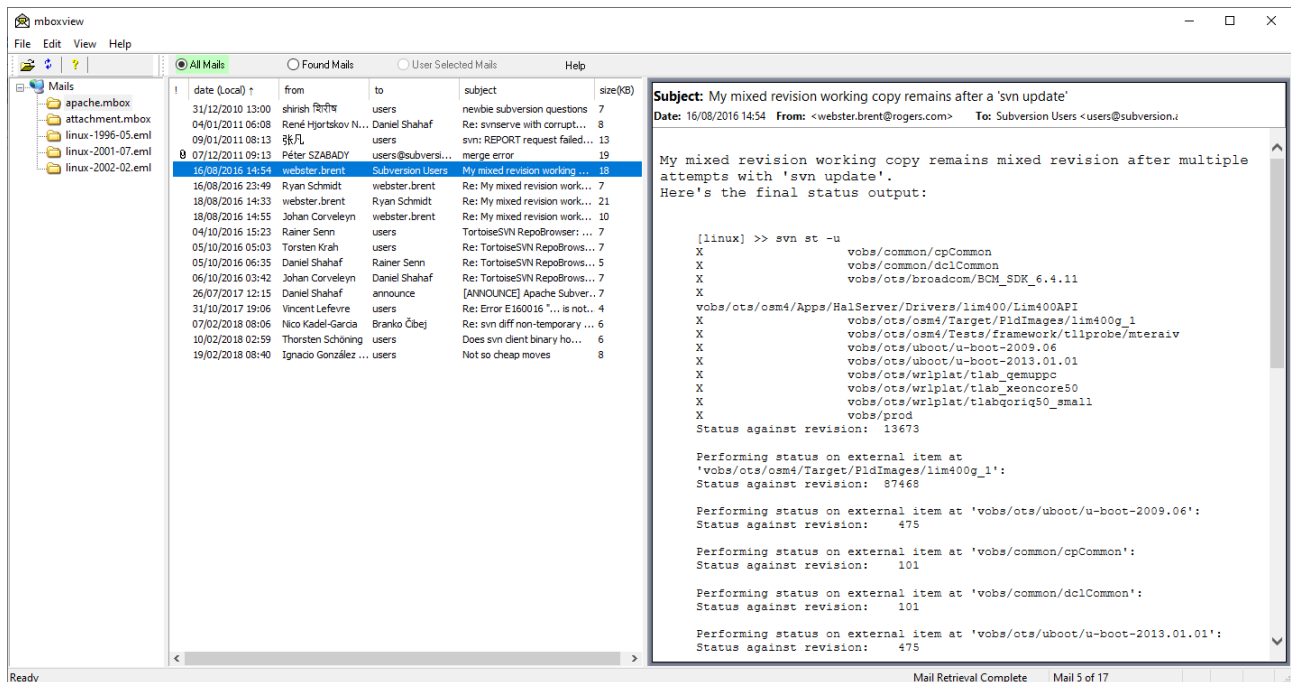 mboxview
File Edit View Help
All Mails Found Mails User Selected Mails Help
Mails
apache.mbox
attachment.mbox
linux-1996-05.eml
linux-2001-07.eml
linux-2002-02.eml
! date (Local) ↑ from to subject size(KB)
31/12/2010 13:00 shirish शिरीष users newbie subversion questions 7
04/01/2011 06:08 René Hjortskov N... Daniel Shahaf Re: svnserve with corrupt... 8
09/01/2011 08:13 张凡 users svn: REPORT request failed... 13
07/12/2011 09:13 Péter SZABADY users@subversi... merge error 19
16/08/2016 14:54 webster.brent Subversion Users My mixed revision working ... 18
16/08/2016 23:49 Ryan Schmidt webster.brent Re: My mixed revision work... 7
18/08/2016 14:33 webster.brent Ryan Schmidt Re: My mixed revision work... 21
18/08/2016 14:55 Johan Corveleyn webster.brent Re: My mixed revision work... 10
04/10/2016 15:23 Rainer Senn users TortoiseSVN RepoBrowser: ... 7
05/10/2016 05:03 Torsten Krah users Re: TortoiseSVN RepoBrows... 7
05/10/2016 06:35 Daniel Shahaf Rainer Senn Re: TortoiseSVN RepoBrows... 5
06/10/2016 03:42 Johan Corveleyn Daniel Shahaf Re: TortoiseSVN RepoBrows... 7
26/07/2017 12:15 Daniel Shahaf announce [ANNOUNCE] Apache Subver... 7
31/10/2017 19:06 Vincent Lefevre users Re: Error E160016 "... is not... 4
07/02/2018 08:06 Nico Kadel-Garcia Branko Čibej Re: svn diff non-temporary ... 6
10/02/2018 02:59 Thorsten Schöning users Does svn client binary ho... 6
19/02/2018 08:40 Ignacio González ... users Not so cheap moves 8
Subject: My mixed revision working copy remains after a 'svn update'
Date: 16/08/2016 14:54 From: <webster.brent@rogers.com> To: Subversion Users <users@subversion.a
My mixed revision working copy remains mixed revision after multiple
attempts with 'svn update'.
Here's the final status output:
[linux] >> svn st -u
X vobs/common/cpCommon
X vobs/common/dclCommon
X vobs/ots/broadcom/BCM_SDK_6.4.11
X
vobs/ots/osm4/Apps/HalServer/Drivers/lim400/Lim400API
X vobs/ots/osm4/Target/PldImages/lim400g_1
X vobs/ots/osm4/Tests/framework/tl1probe/mteraiv
X vobs/ots/uboot/u-boot-2009.06
X vobs/ots/uboot/u-boot-2013.01.01
X vobs/ots/wrlplat/tlab_qemuppc
X vobs/ots/wrlplat/tlab_xeoncore50
X vobs/ots/wrlplat/tlabqoriq50_small
X vobs/prod
Status against revision: 13673
Performing status on external item at
'vobs/ots/osm4/Target/PldImages/lim400g_1':
Status against revision: 87468
Performing status on external item at 'vobs/ots/uboot/u-boot-2009.06':
Status against revision: 475
Performing status on external item at 'vobs/common/cpCommon':
Status against revision: 101
Performing status on external item at 'vobs/common/dclCommon':
Status against revision: 101
Performing status on external item at 'vobs/ots/uboot/u-boot-2013.01.01':
Status against revision: 475
Ready Mail Retrieval Complete Mail 5 of 17